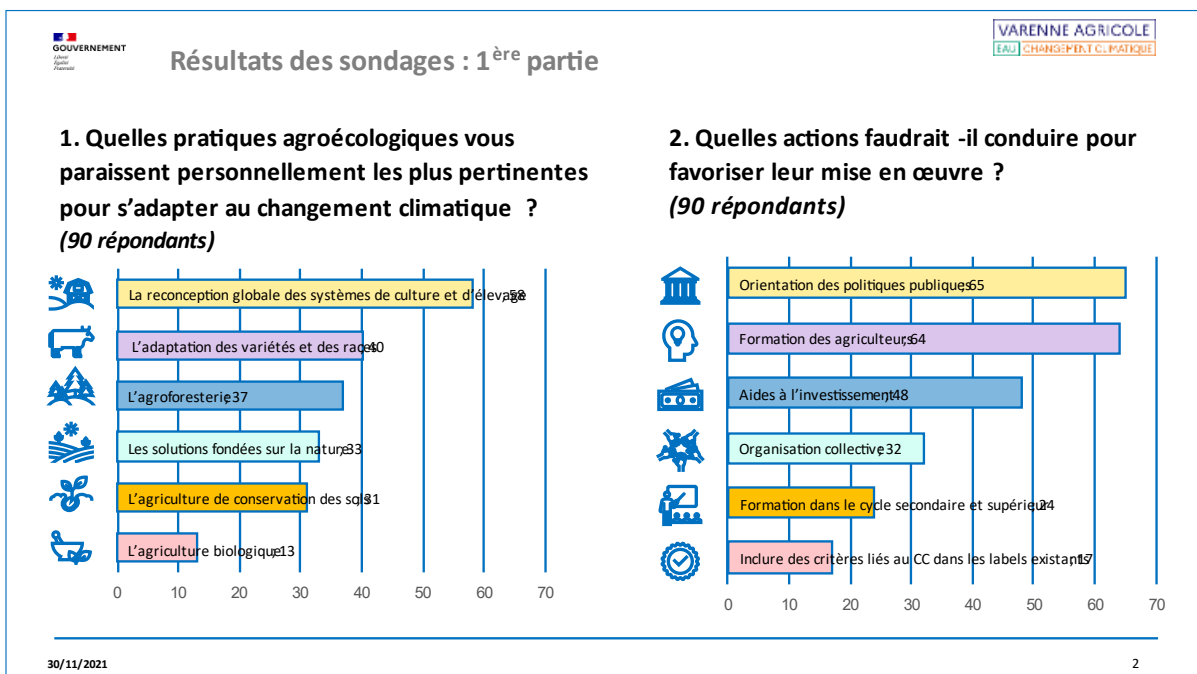 GOUVERNEMENT
Liberté
Égalité
Fraternité
Résultats des sondages : 1ère partie
VARENNE AGRICOLE
EAU CHANGEMENT CLIMATIQUE
1. Quelles pratiques agroécologiques vous
paraissent personnellement les plus pertinentes
pour s’adapter au changement climatique ?
(90 répondants)
La reconception globale des systèmes de culture et d’élevage; 58
L’adaptation des variétés et des races; 40
L’agroforesterie; 37
Les solutions fondées sur la nature; 33
L’agriculture de conservation des sols; 31
L’agriculture biologique; 13
0 10 20 30 40 50 60 70
2. Quelles actions faudrait -il conduire pour
favoriser leur mise en œuvre ?
(90 répondants)
Orientation des politiques publiques; 65
Formation des agriculteurs; 64
Aides à l’investissement; 48
Organisation collective; 32
Formation dans le cycle secondaire et supérieur; 24
Inclure des critères liés au CC dans les labels existants; 17
0 10 20 30 40 50 60 70
30/11/2021
2